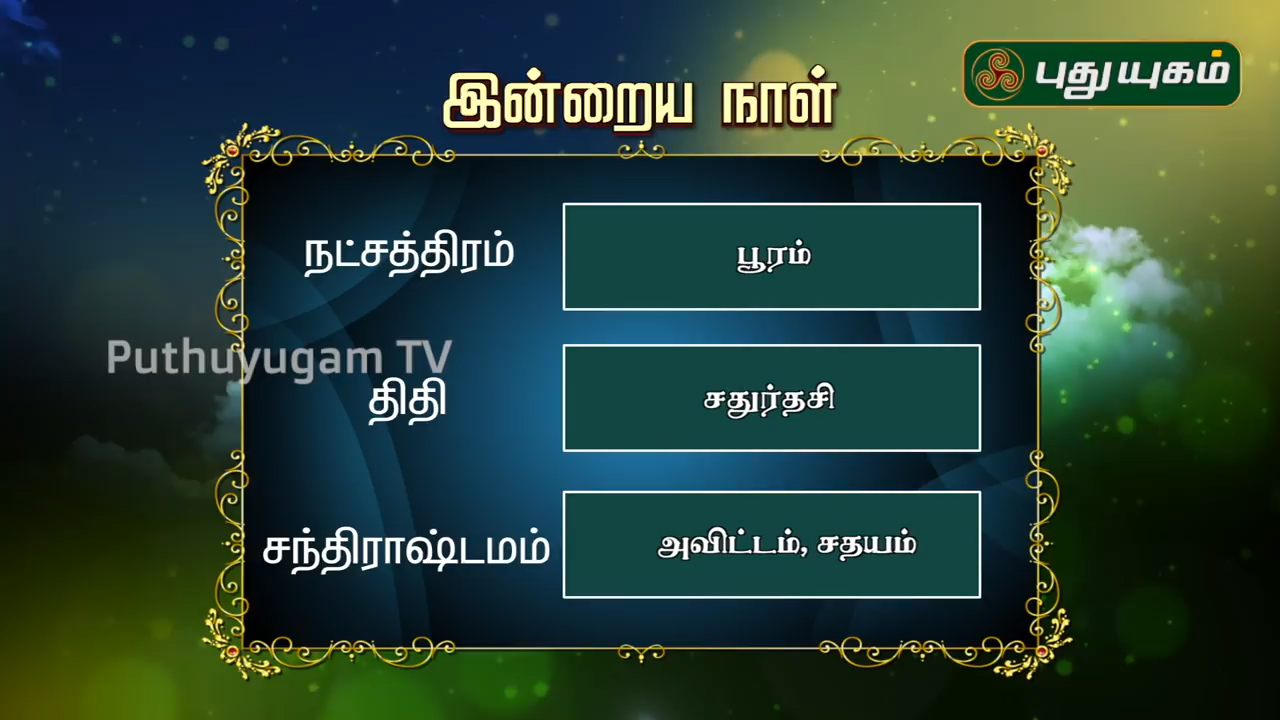 புதுயுகம்
இன்றைய நாள்
நட்சத்திரம்
பூரம்
Puthuyugam TV
திதி
சதுர்தசி
சந்திராஷ்டமம்
அவிட்டம், சதயம்